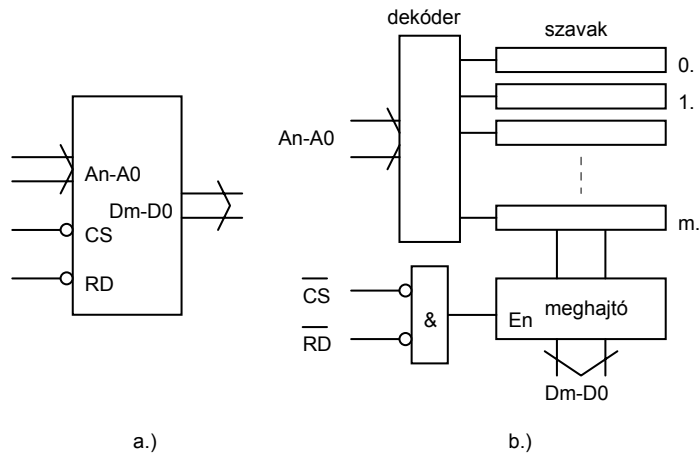 An-A0
Dm-D0
CS
RD
a.)
dekóder
szavak
0.
1.
An-A0
m.
CS
RD
&
En
meghajtó
Dm-D0
b.)